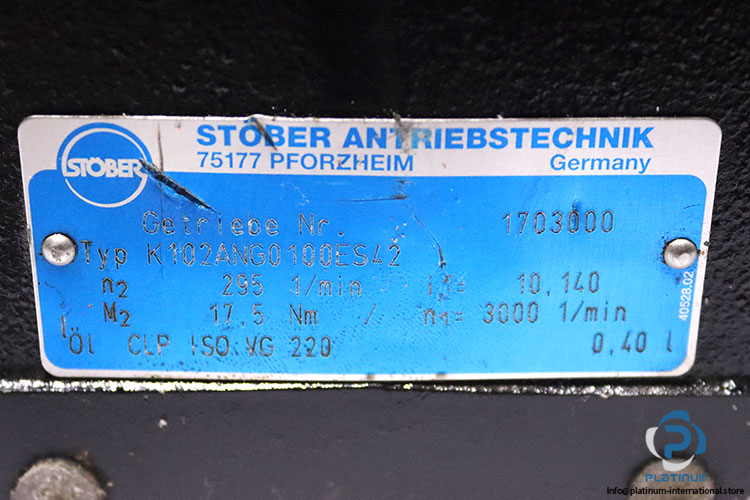 STÖBER
STÖBER ANTRIEBSTECHNIK
75177 PFORZHEIM Germany
Getriebe Nr. 1703000
Typ K102ANG0100ES42
n2 295 1/min i= 10,140
M2 17,5 Nm / n1= 3000 1/min
Öl CLP ISO VG 220 0,40 l
40528.02
PLATINUM
Info@platinum-international.store